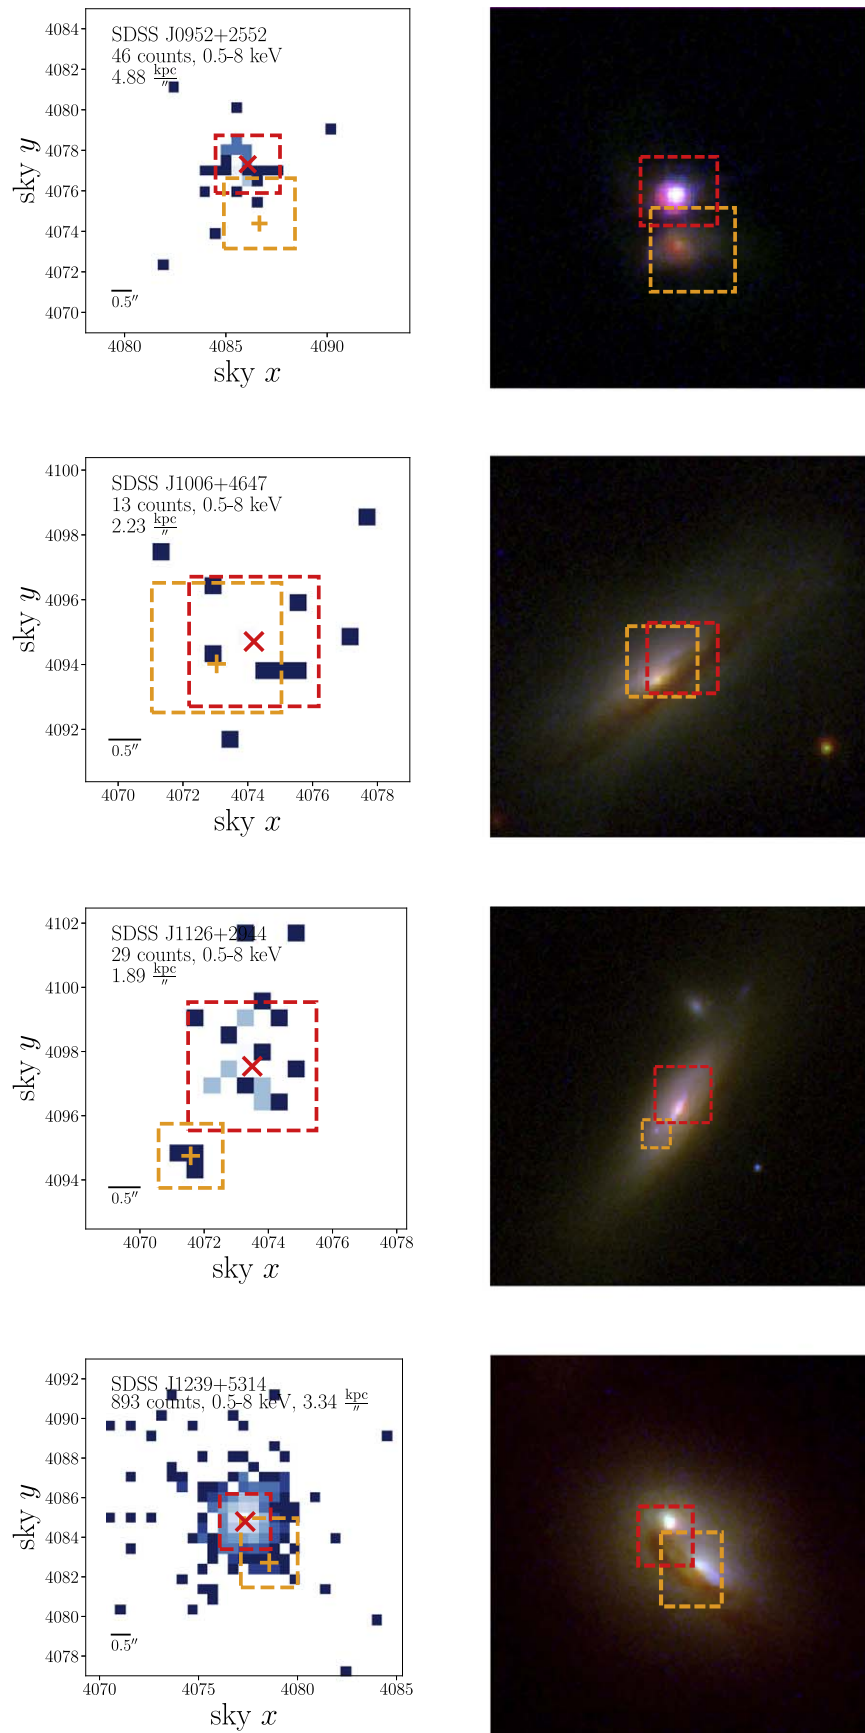 4084
4082
4080
4078
4076
4074
4072
4070
sky y
SDSS J0952+2552
46 counts, 0.5-8 keV
4.88 kpc/″
0.5″
4080 4085 4090
sky x
4100
4098
4096
4094
4092
sky y
SDSS J1006+4647
13 counts, 0.5-8 keV
2.23 kpc/″
0.5″
4070 4072 4074 4076 4078
sky x
4102
4100
4098
4096
4094
sky y
SDSS J1126+2944
29 counts, 0.5-8 keV
1.89 kpc/″
0.5″
4070 4072 4074 4076 4078
sky x
4092
4090
4088
4086
4084
4082
4080
4078
sky y
SDSS J1239+5314
893 counts, 0.5-8 keV, 3.34 kpc/″
0.5″
4070 4075 4080 4085
sky x